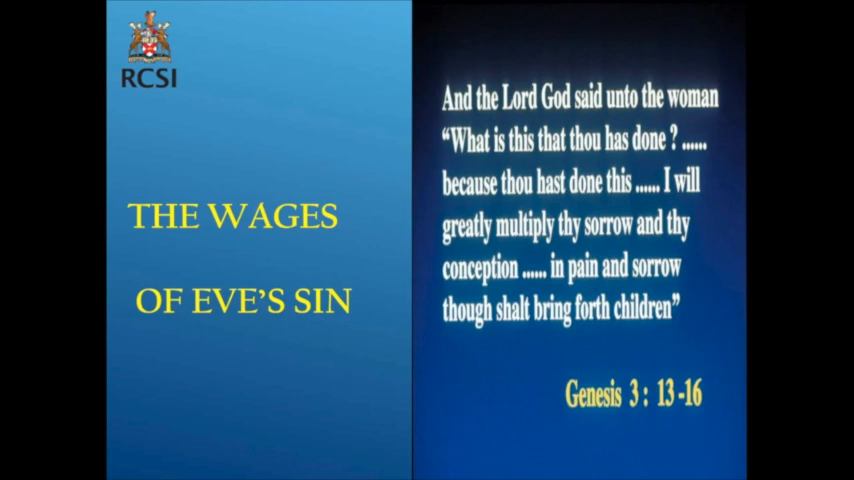 RCSI
THE WAGES
OF EVE'S SIN
And the Lord God said unto the woman
“What is this that thou has done ? ......
because thou hast done this ...... I will
greatly multiply thy sorrow and thy
conception ...... in pain and sorrow
though shalt bring forth children”
Genesis 3 : 13 -16